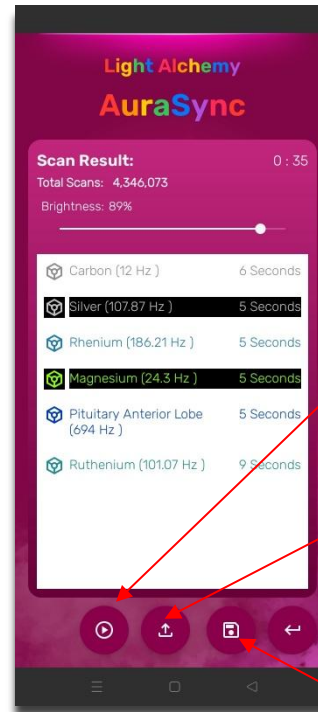 Light Alchemy
AuraSync
Scan Result: 0 : 35
Total Scans: 4,346,073
Brightness: 89%
Carbon (12 Hz ) 6 Seconds
Silver (107.87 Hz ) 5 Seconds
Rhenium (186.21 Hz ) 5 Seconds
Magnesium (24.3 Hz ) 5 Seconds
Pituitary Anterior Lobe 5 Seconds
(694 Hz )
Ruthenium (101.07 Hz ) 9 Seconds